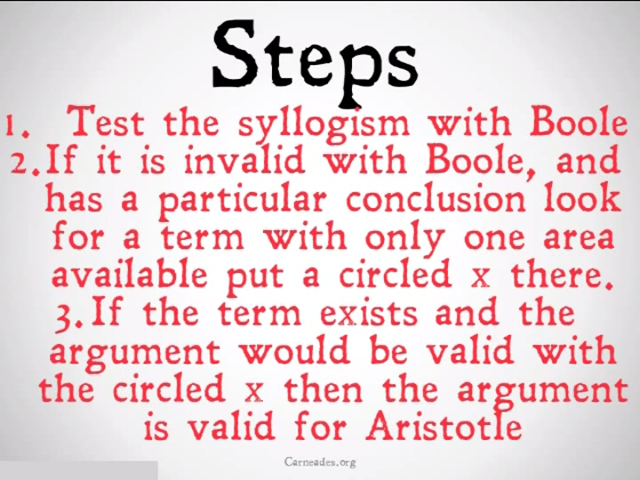 Steps
1. Test the syllogism with Boole
2. If it is invalid with Boole, and
has a particular conclusion look
for a term with only one area
available put a circled x there.
3. If the term exists and the
argument would be valid with
the circled x then the argument
is valid for Aristotle
Carneades.org